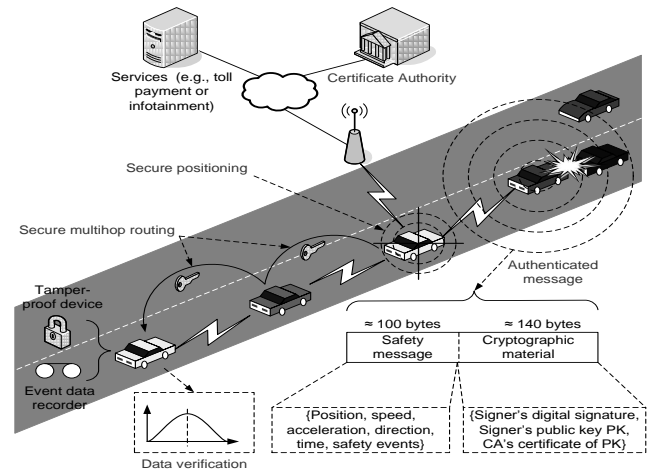 Services (e.g., toll
payment or
infotainment)
Certificate Authority
Secure positioning
Secure multihop routing
Tamper-
proof device
Event data
recorder
Authenticated
message
≈ 100 bytes
≈ 140 bytes
Safety
message
Cryptographic
material
{Position, speed,
acceleration, direction,
time, safety events}
{Signer's digital signature,
Signer's public key PK,
CA's certificate of PK}
Data verification